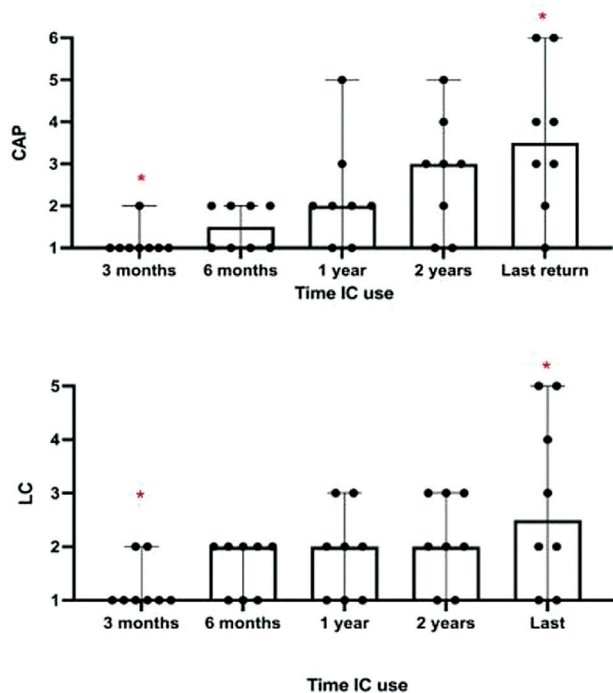 *
6
5
4
3
2
1
CAP
*
3 months 6 months 1 year 2 years Last return
Time IC use
*
5
4
3
2
1
LC
*
3 months 6 months 1 year 2 years Last
Time IC use